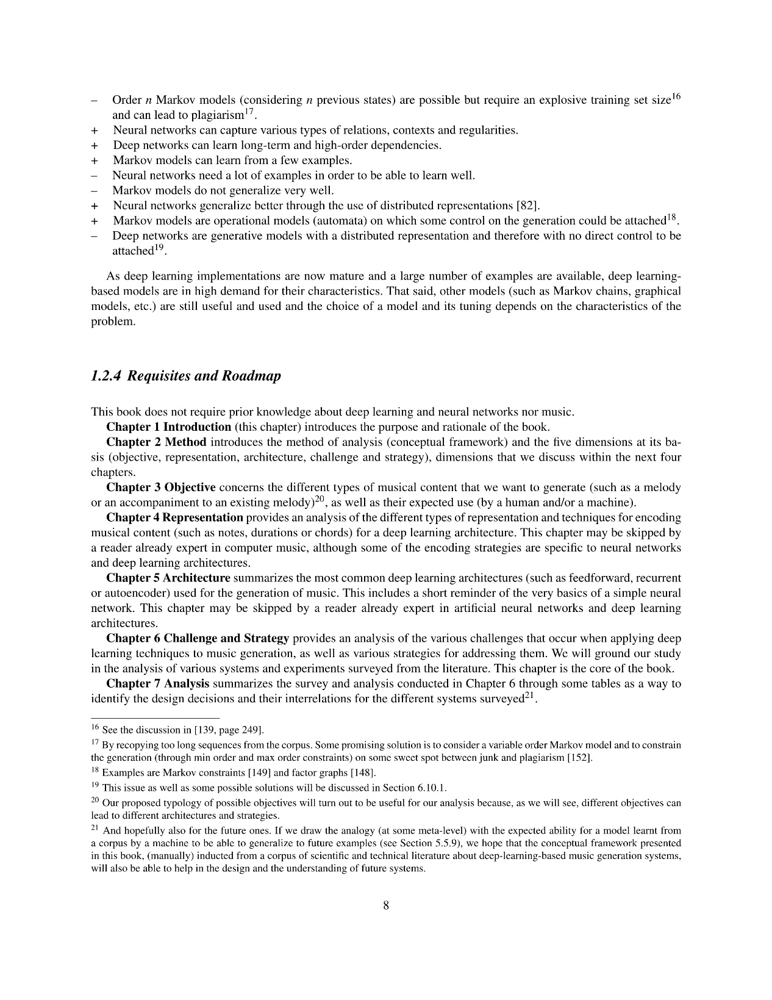 – Order n Markov models (considering n previous states) are possible but require an explosive training set size16
and can lead to plagiarism17.
+ Neural networks can capture various types of relations, contexts and regularities.
+ Deep networks can learn long-term and high-order dependencies.
+ Markov models can learn from a few examples.
– Neural networks need a lot of examples in order to be able to learn well.
– Markov models do not generalize very well.
+ Neural networks generalize better through the use of distributed representations [82].
+ Markov models are operational models (automata) on which some control on the generation could be attached18.
– Deep networks are generative models with a distributed representation and therefore with no direct control to be
attached19.
As deep learning implementations are now mature and a large number of examples are available, deep learning-
based models are in high demand for their characteristics. That said, other models (such as Markov chains, graphical
models, etc.) are still useful and used and the choice of a model and its tuning depends on the characteristics of the
problem.
1.2.4 Requisites and Roadmap
This book does not require prior knowledge about deep learning and neural networks nor music.
Chapter 1 Introduction (this chapter) introduces the purpose and rationale of the book.
Chapter 2 Method introduces the method of analysis (conceptual framework) and the five dimensions at its ba-
sis (objective, representation, architecture, challenge and strategy), dimensions that we discuss within the next four
chapters.
Chapter 3 Objective concerns the different types of musical content that we want to generate (such as a melody
or an accompaniment to an existing melody)20, as well as their expected use (by a human and/or a machine).
Chapter 4 Representation provides an analysis of the different types of representation and techniques for encoding
musical content (such as notes, durations or chords) for a deep learning architecture. This chapter may be skipped by
a reader already expert in computer music, although some of the encoding strategies are specific to neural networks
and deep learning architectures.
Chapter 5 Architecture summarizes the most common deep learning architectures (such as feedforward, recurrent
or autoencoder) used for the generation of music. This includes a short reminder of the very basics of a simple neural
network. This chapter may be skipped by a reader already expert in artificial neural networks and deep learning
architectures.
Chapter 6 Challenge and Strategy provides an analysis of the various challenges that occur when applying deep
learning techniques to music generation, as well as various strategies for addressing them. We will ground our study
in the analysis of various systems and experiments surveyed from the literature. This chapter is the core of the book.
Chapter 7 Analysis summarizes the survey and analysis conducted in Chapter 6 through some tables as a way to
identify the design decisions and their interrelations for the different systems surveyed21.
16 See the discussion in [139, page 249].
17 By recopying too long sequences from the corpus. Some promising solution is to consider a variable order Markov model and to constrain
the generation (through min order and max order constraints) on some sweet spot between junk and plagiarism [152].
18 Examples are Markov constraints [149] and factor graphs [148].
19 This issue as well as some possible solutions will be discussed in Section 6.10.1.
20 Our proposed typology of possible objectives will turn out to be useful for our analysis because, as we will see, different objectives can
lead to different architectures and strategies.
21 And hopefully also for the future ones. If we draw the analogy (at some meta-level) with the expected ability for a model learnt from
a corpus by a machine to be able to generalize to future examples (see Section 5.5.9), we hope that the conceptual framework presented
in this book, (manually) inducted from a corpus of scientific and technical literature about deep-learning-based music generation systems,
will also be able to help in the design and the understanding of future systems.
8